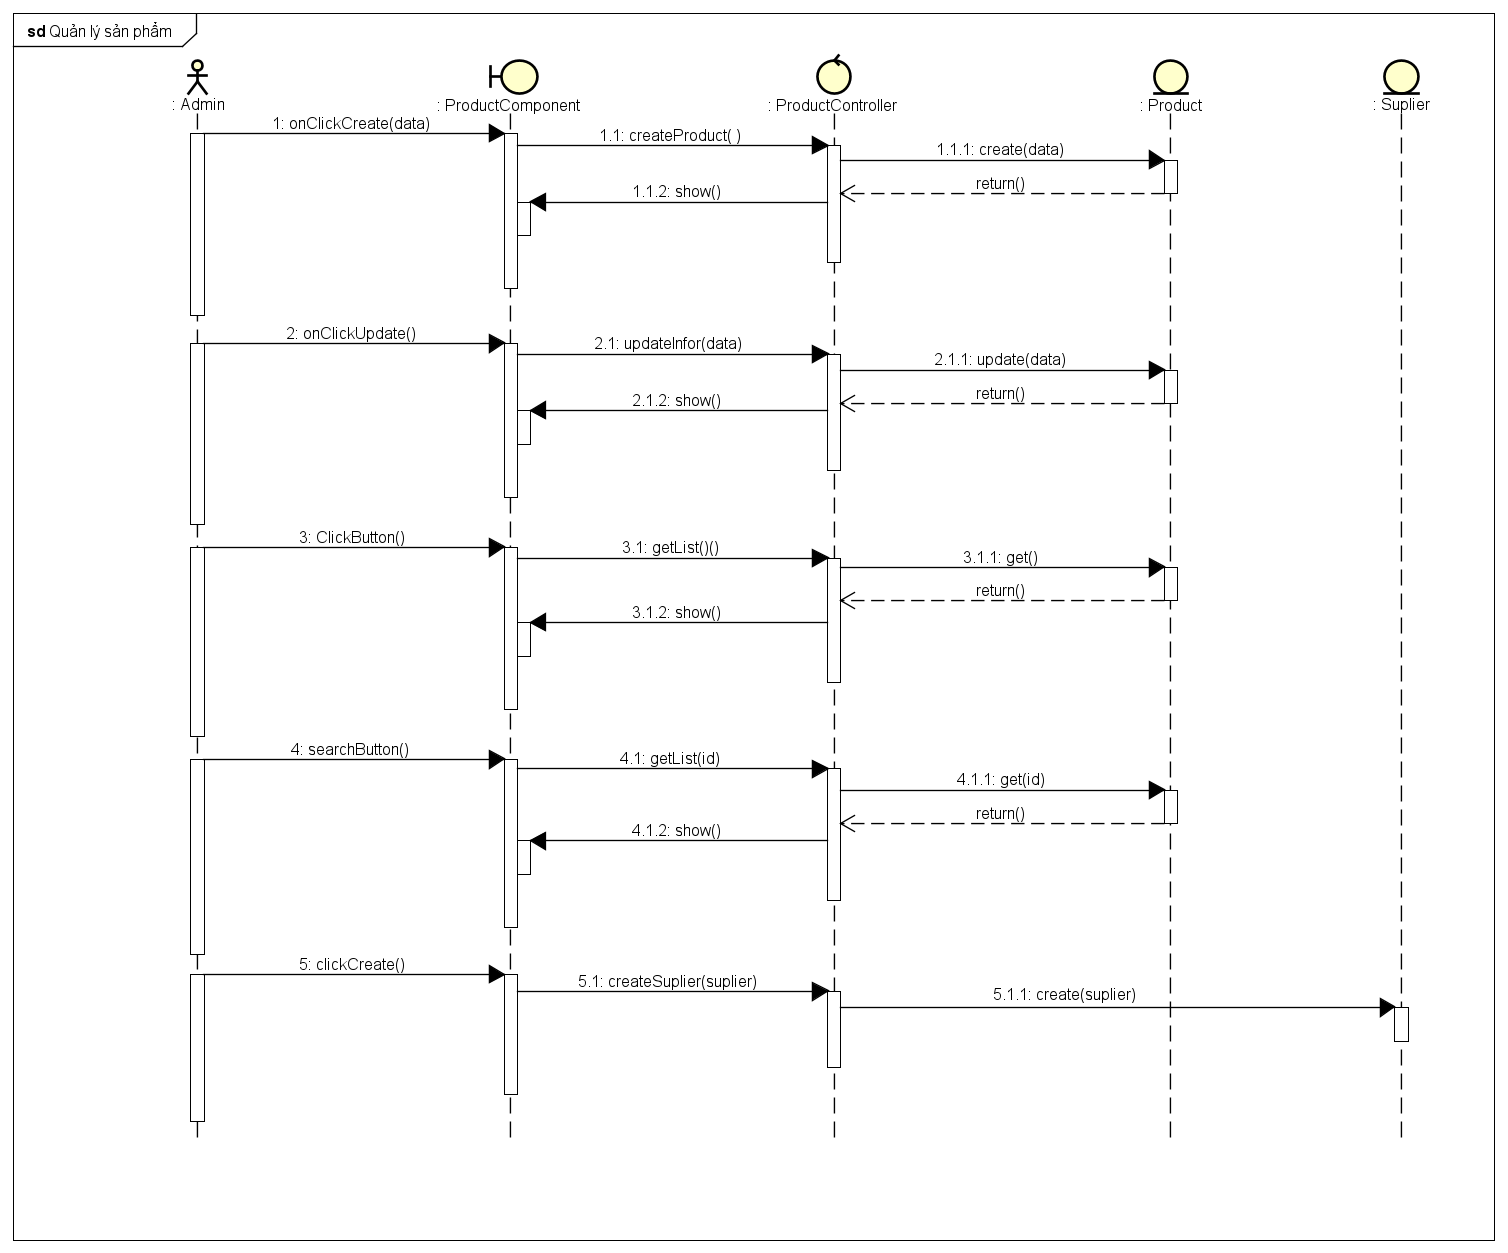 sd Quản lý sản phẩm
: Admin
: ProductComponent
: ProductController
: Product
: Suplier
1: onClickCreate(data)
1.1: createProduct( )
1.1.1: create(data)
return()
1.1.2: show()
2: onClickUpdate()
2.1: updateInfor(data)
2.1.1: update(data)
return()
2.1.2: show()
3: ClickButton()
3.1: getList()()
3.1.1: get()
return()
3.1.2: show()
4: searchButton()
4.1: getList(id)
4.1.1: get(id)
return()
4.1.2: show()
5: clickCreate()
5.1: createSuplier(suplier)
5.1.1: create(suplier)